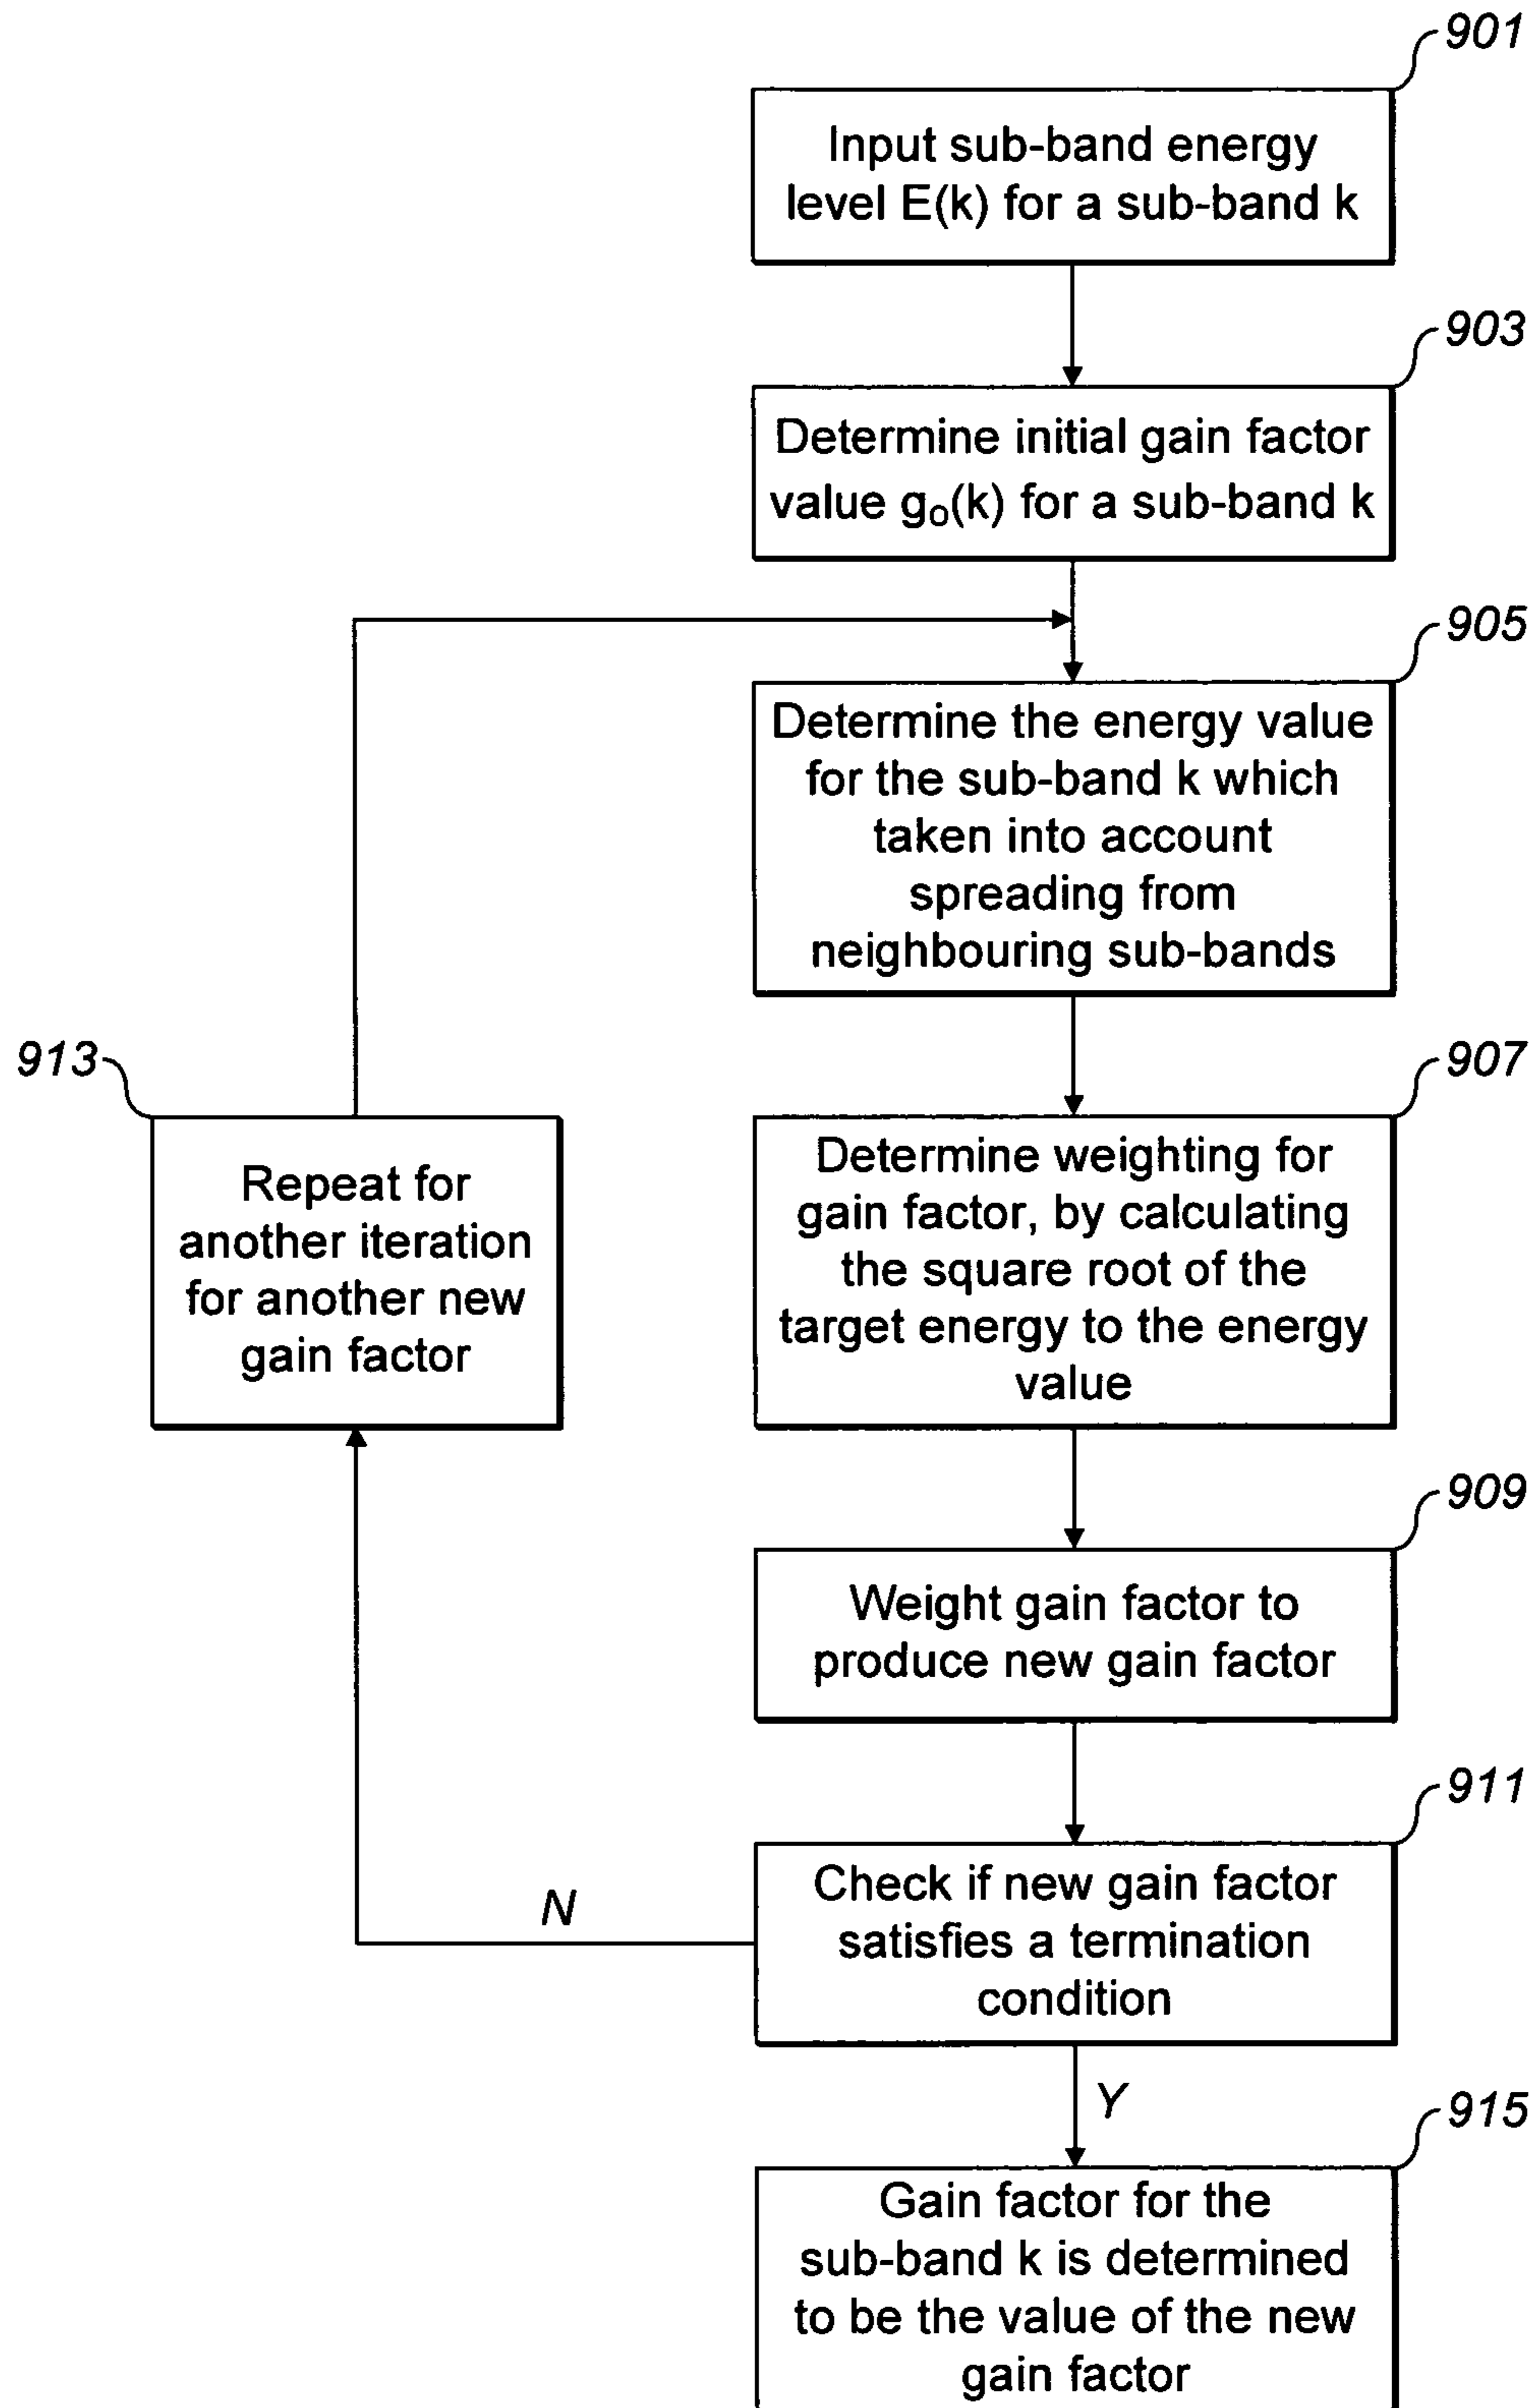 901
Input sub-band energy
level E(k) for a sub-band k
903
Determine initial gain factor
value g₀(k) for a sub-band k
905
Determine the energy value
for the sub-band k which
taken into account
spreading from
neighbouring sub-bands
913
Repeat for
another iteration
for another new
gain factor
907
Determine weighting for
gain factor, by calculating
the square root of the
target energy to the energy
value
909
Weight gain factor to
produce new gain factor
911
Check if new gain factor
satisfies a termination
condition
N
Y
915
Gain factor for the
sub-band k is determined
to be the value of the new
gain factor